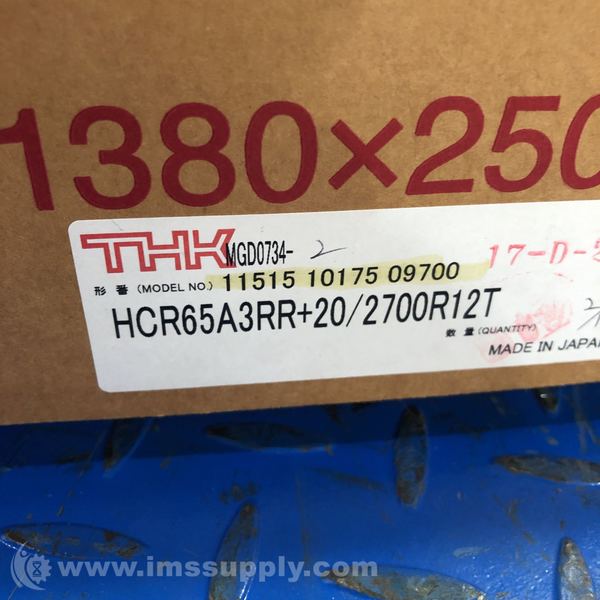 1380×250
THK MGD0734- 2
17-D-
形 番 (MODEL NO.) 11515 10175 09700
HCR65A3RR+20/2700R12T
数 量 (QUANTITY)
MADE IN JAPAN
www.imssupply.com